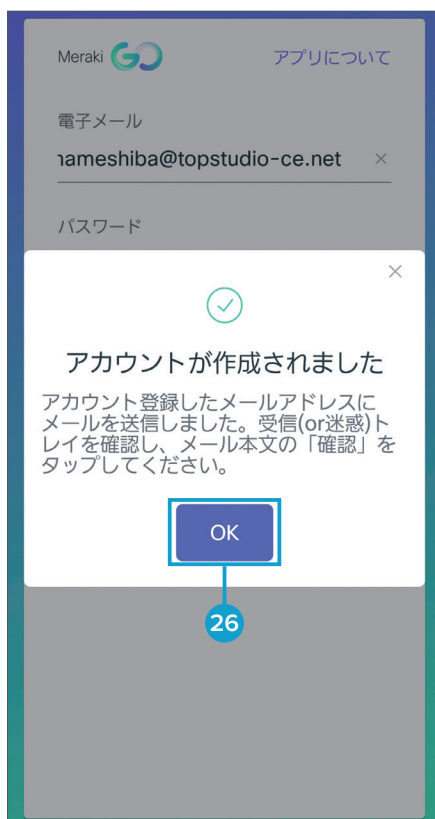 Meraki GO
アプリについて
電子メール
nameshiba@topstudio-ce.net ×
パスワード
アカウントが作成されました
アカウント登録したメールアドレスに
メールを送信しました。受信(or迷惑)ト
レイを確認し、メール本文の「確認」を
タップしてください。
OK
26